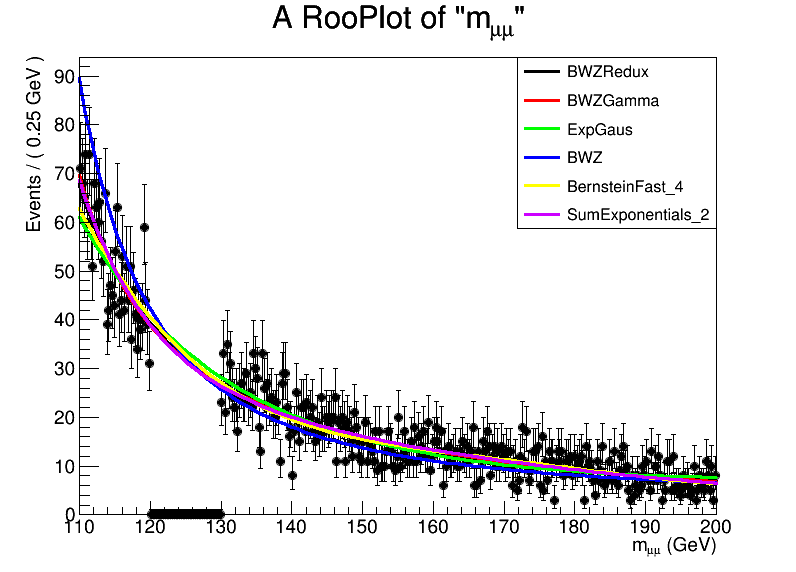 A RooPlot of "mμμ"
Events / ( 0.25 GeV )
90
80
70
60
50
40
30
20
10
0
BWZRedux
BWZGamma
ExpGaus
BWZ
BernsteinFast_4
SumExponentials_2
110 120 130 140 150 160 170 180 190 200
mμμ (GeV)